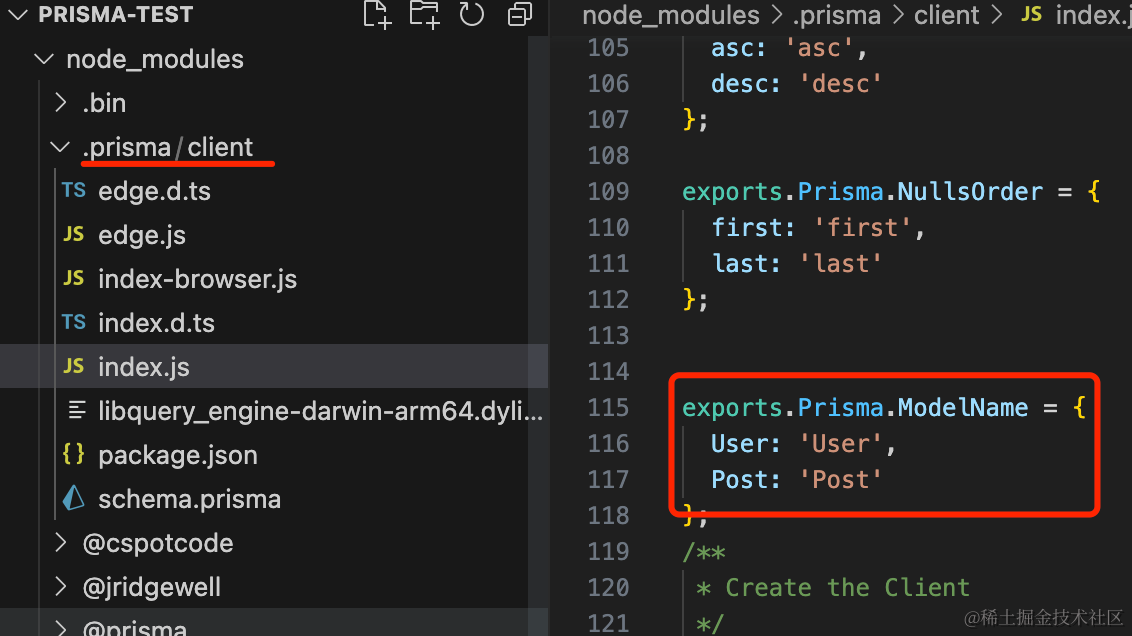 PRISMA-TEST
node_modules
.bin
.prisma/client
TS edge.d.ts
JS edge.js
JS index-browser.js
TS index.d.ts
JS index.js
libquery_engine-darwin-arm64.dyli...
{} package.json
schema.prisma
@cspotcode
@jridgewell
@prisma
node_modules > .prisma > client > JS index.j
105 asc: 'asc',
106 desc: 'desc'
107 };
108
109 exports.Prisma.NullsOrder = {
110 first: 'first',
111 last: 'last'
112 };
113
114
115 exports.Prisma.ModelName = {
116 User: 'User',
117 Post: 'Post'
118 };
119 /**
120 * Create the Client
121 */
@稀土掘金技术社区